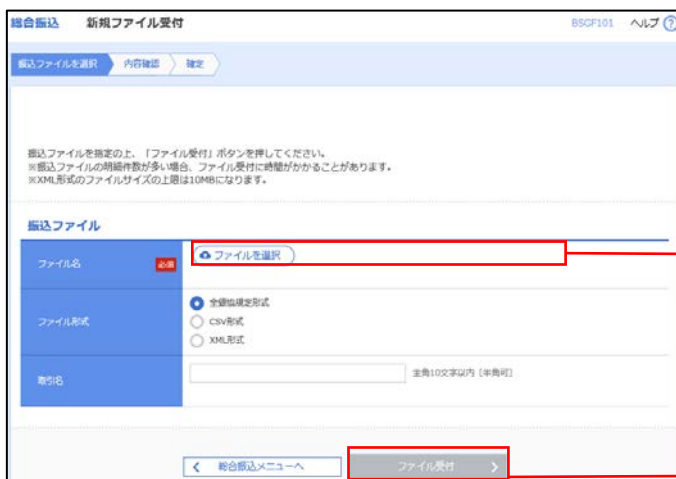 総合振込 新規ファイル受付 BSGF101 ヘルプ ?
振込ファイルを選択 内容確認 確定
振込ファイルを指定の上、「ファイル受付」ボタンを押してください。
※振込ファイルの明細件数が多い場合、ファイル受付に時間がかかることがあります。
※XML形式のファイルサイズの上限は10MBになります。
振込ファイル
ファイル名 必須 ファイルを選択
ファイル形式
全銀協規定形式
CSV形式
XML形式
取引名 全角10文字以内 [半角可]
総合振込メニューへ ファイル受付